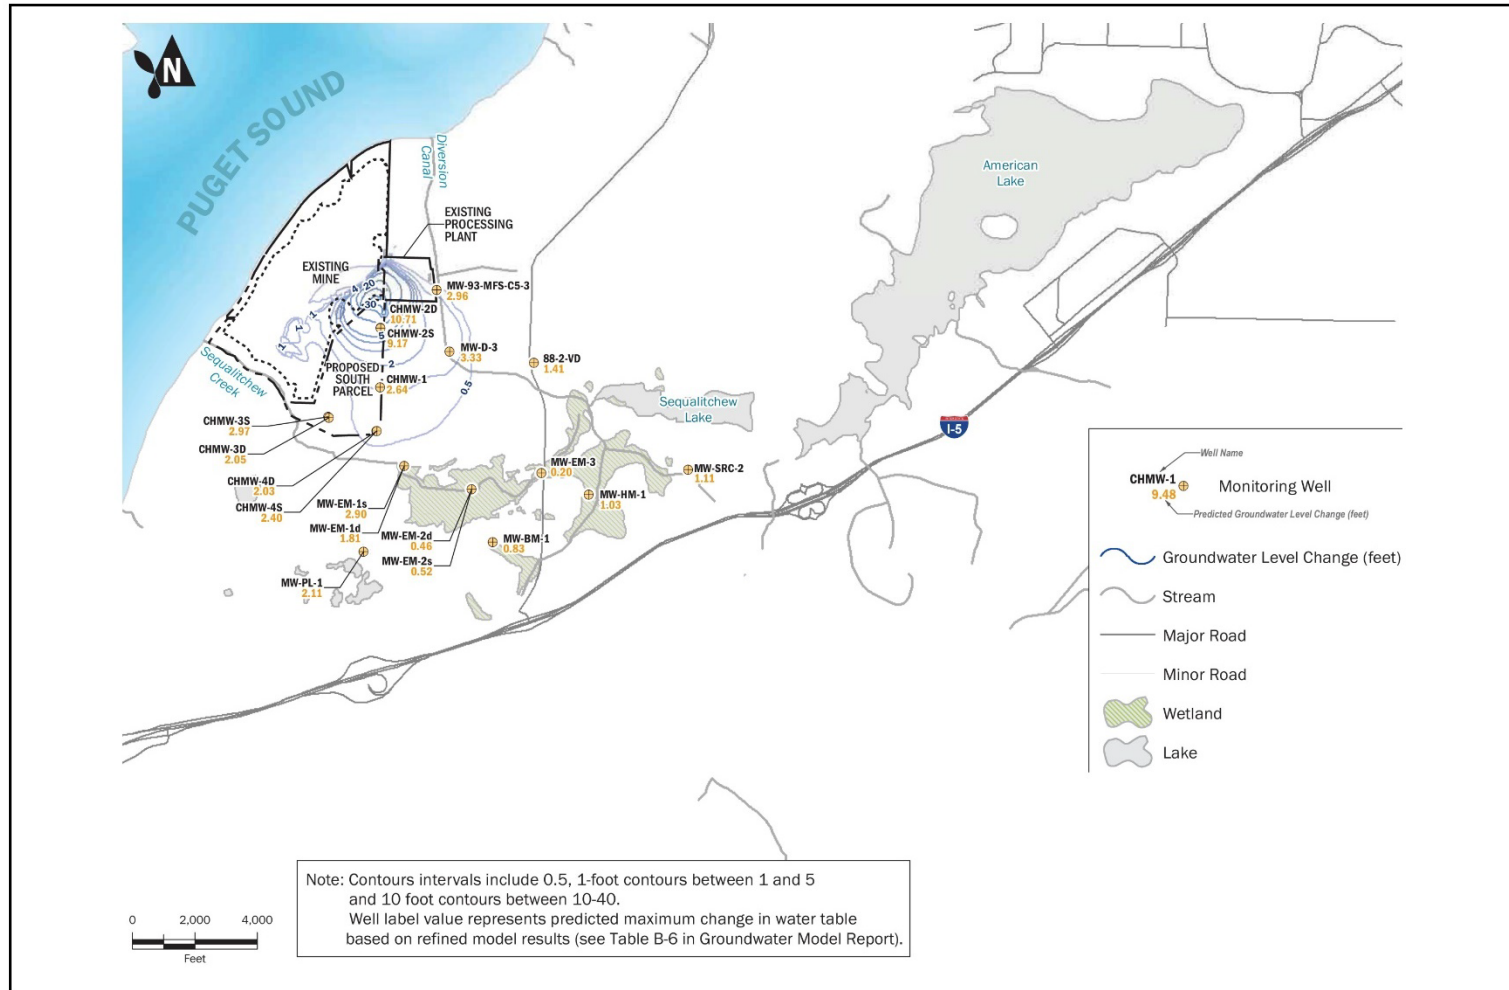 N
PUGET SOUND
Diversion
Canal
American
Lake
EXISTING
PROCESSING
PLANT
EXISTING
MINE
4
20
30
1
1
1
5
2
0.5
MW-93-MFS-C5-3
2.96
CHMW-2D
10.71
CHMW-2S
9.17
MW-D-3
3.33
88-2-VD
1.41
PROPOSED
SOUTH
PARCEL
CHMW-1
2.64
Sequalitchew
Creek
Sequalitchew
Lake
CHMW-3S
2.97
CHMW-3D
2.05
CHMW-4D
2.03
CHMW-4S
2.40
MW-EM-1s
2.90
MW-EM-1d
1.81
MW-EM-2d
0.46
MW-EM-2s
0.52
MW-EM-3
0.20
MW-HM-1
1.03
MW-SRC-2
1.11
MW-BM-1
0.83
MW-PL-1
2.11
I-5
Well Name
CHMW-1
9.48
Monitoring Well
Predicted Groundwater Level Change (feet)
Groundwater Level Change (feet)
Stream
Major Road
Minor Road
Wetland
Lake
0 2,000 4,000
Feet
Note: Contours intervals include 0.5, 1-foot contours between 1 and 5
and 10 foot contours between 10-40.
Well label value represents predicted maximum change in water table
based on refined model results (see Table B-6 in Groundwater Model Report).